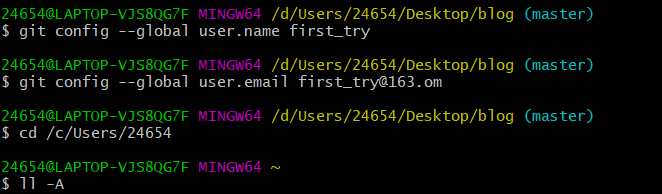 24654@LAPTOP-VJS8QG7F MINGW64 /d/Users/24654/Desktop/blog (master)
$ git config --global user.name first_try
24654@LAPTOP-VJS8QG7F MINGW64 /d/Users/24654/Desktop/blog (master)
$ git config --global user.email first_try@163.om
24654@LAPTOP-VJS8QG7F MINGW64 /d/Users/24654/Desktop/blog (master)
$ cd /c/Users/24654
24654@LAPTOP-VJS8QG7F MINGW64 ~
$ ll -A